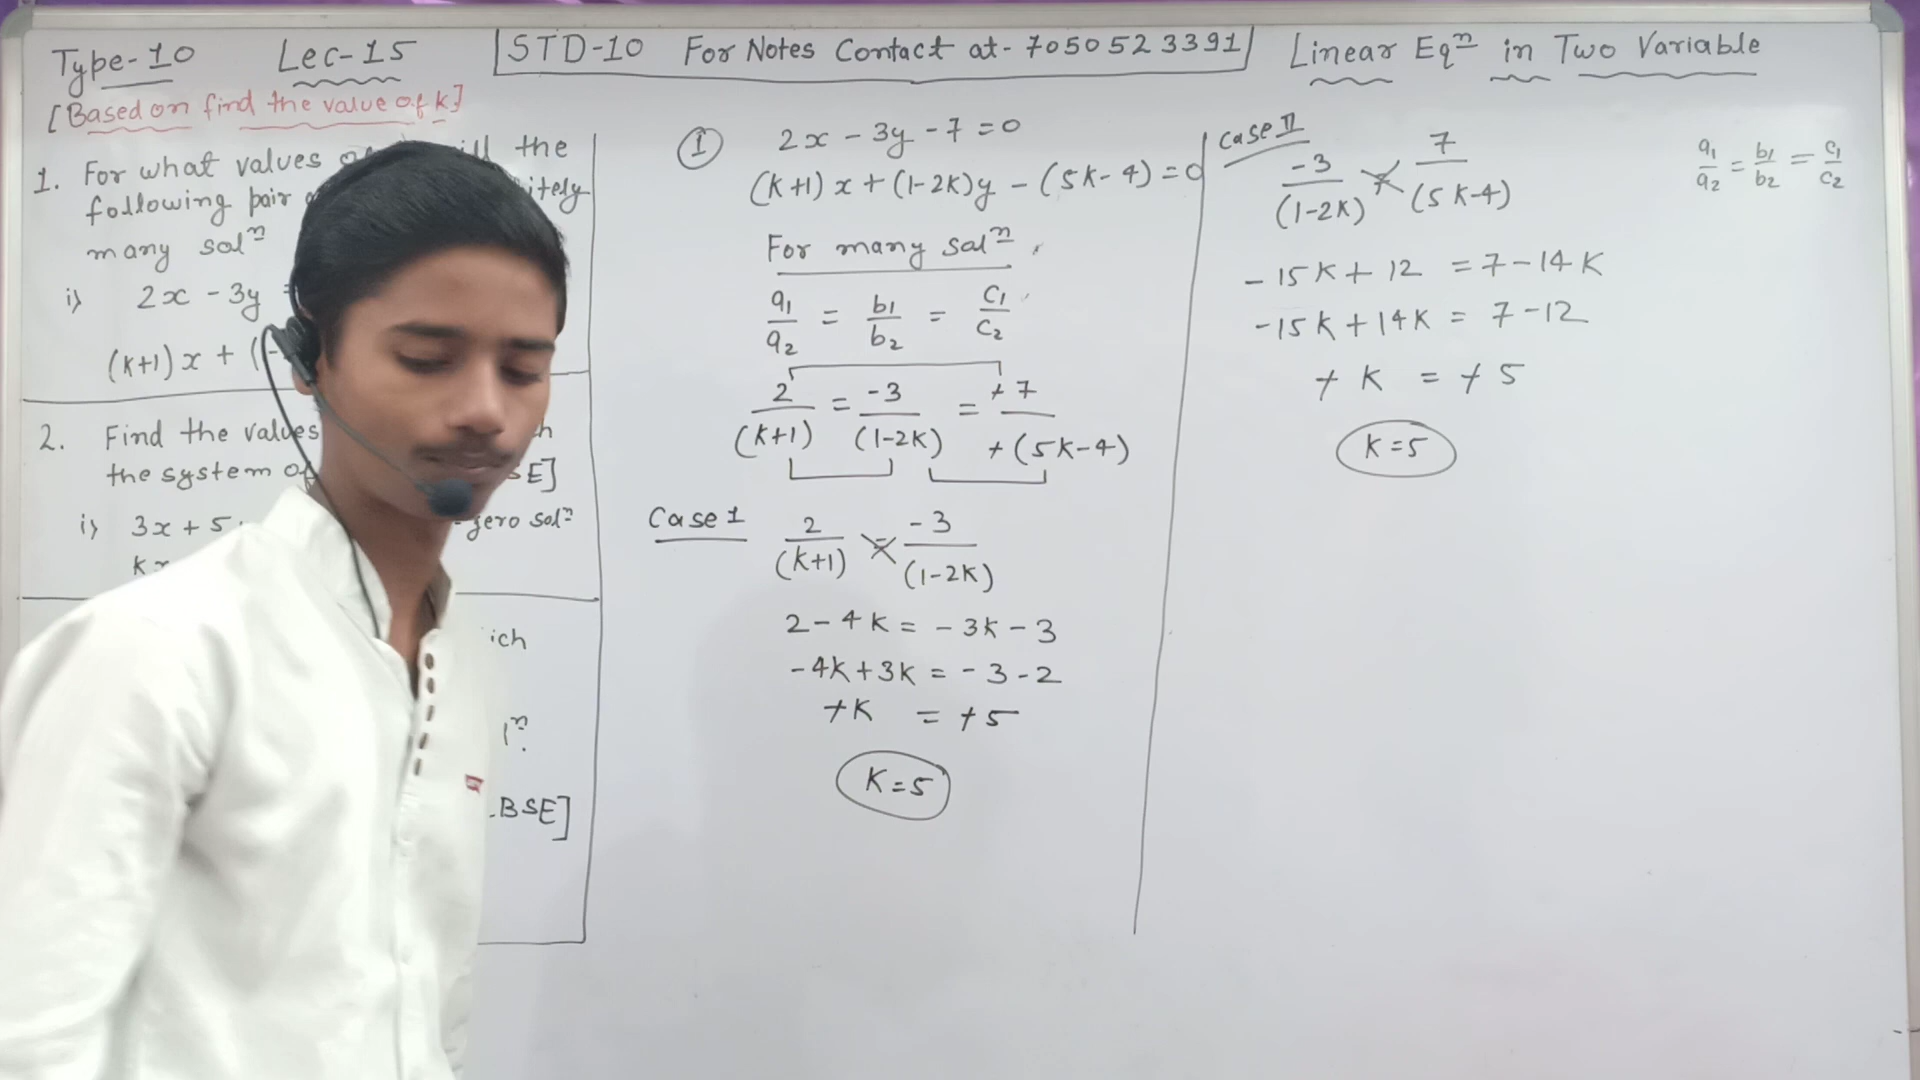 Type-10 Lec-15 STD-10 For Notes Contact at - 7050523391 Linear Eqⁿ in Two Variable
[Based on find the value of k]
1. For what values the
following pair itely
many solⁿ
i) 2x - 3y =
(k+1)x + (
2. Find the values
the system of SE]
i) 3x + 5 zero solⁿ
ich
lⁿ.
BSE]
① 2x - 3y - 7 = 0
(k+1)x + (1-2k)y - (5k-4) = 0
For many solⁿ,
a₁/a₂ = b₁/b₂ = c₁/c₂
2/(k+1) = -3/(1-2k) = +7/+(5k-4)
Case 1 2/(k+1) = -3/(1-2k)
2 - 4k = - 3k - 3
-4k + 3k = - 3 - 2
+k = +5
k = 5
Case II
-3/(1-2k) = 7/(5k-4)
- 15k + 12 = 7 - 14k
-15k + 14k = 7 - 12
+ k = + 5
k = 5
a₁/a₂ = b₁/b₂ = c₁/c₂